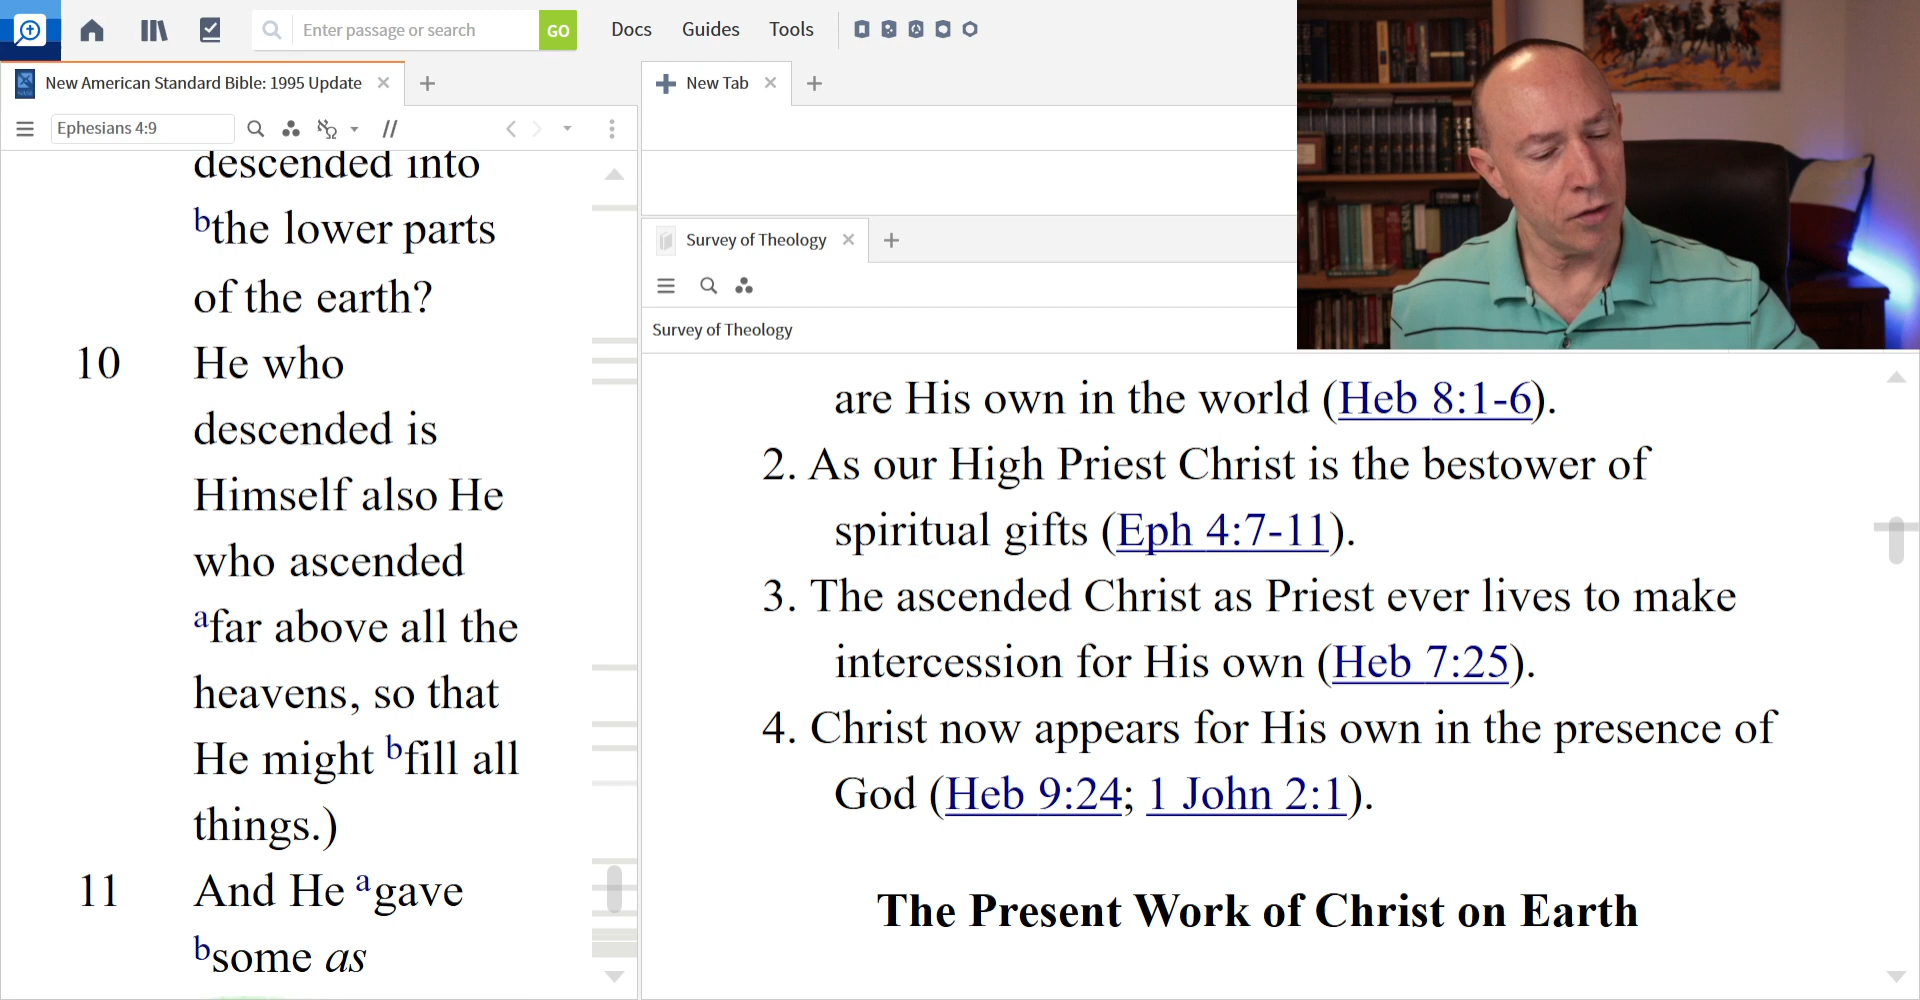 Enter passage or search
GO
Docs
Guides
Tools
New American Standard Bible: 1995 Update
New Tab
Ephesians 4:9
descended into
bthe lower parts
of the earth?
10 He who
descended is
Himself also He
who ascended
afar above all the
heavens, so that
He might bfill all
things.)
11 And He agave
bsome as
Survey of Theology
Survey of Theology
are His own in the world (Heb 8:1-6).
2. As our High Priest Christ is the bestower of
spiritual gifts (Eph 4:7-11).
3. The ascended Christ as Priest ever lives to make
intercession for His own (Heb 7:25).
4. Christ now appears for His own in the presence of
God (Heb 9:24; 1 John 2:1).
The Present Work of Christ on Earth